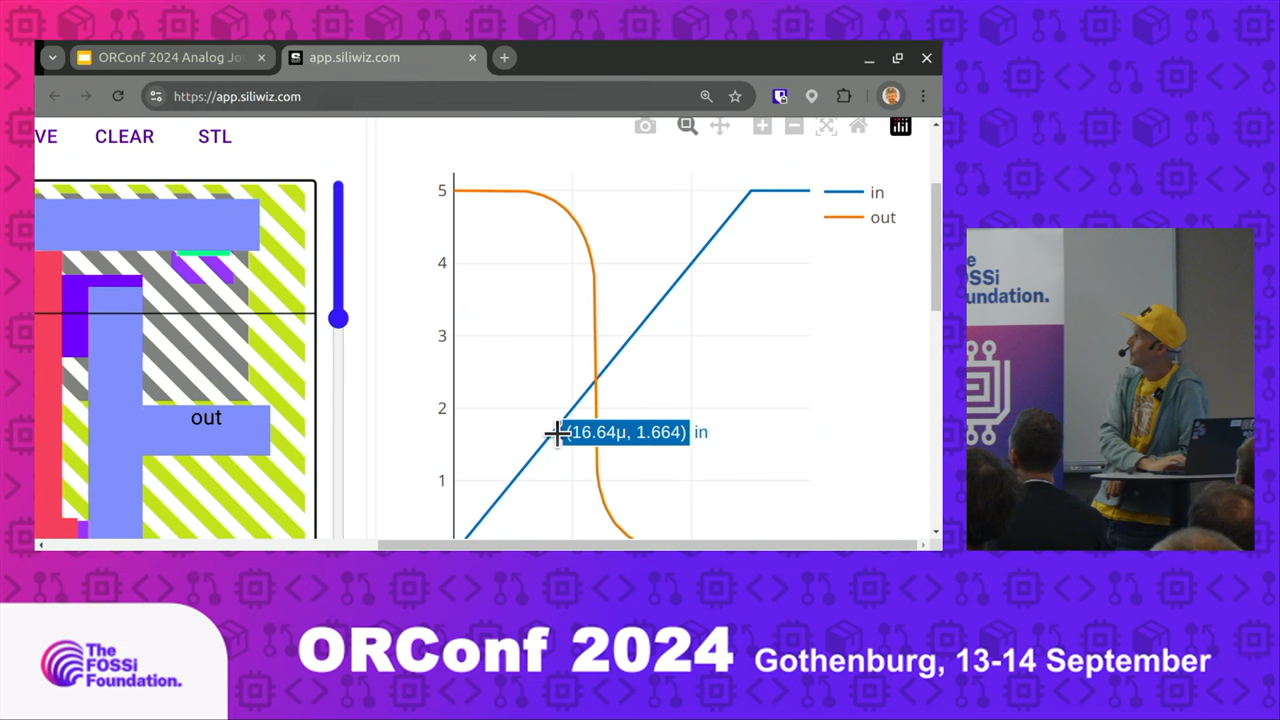 ORConf 2024 Analog Jo
app.siliwiz.com
https://app.siliwiz.com
VE CLEAR STL
5
4
3
2
1
in
out
(16.64μ, 1.664) in
out
The
FOSSi
Foundation.
ORConf 2024 Gothenburg, 13-14 September
The
FOSSi
Foundation.